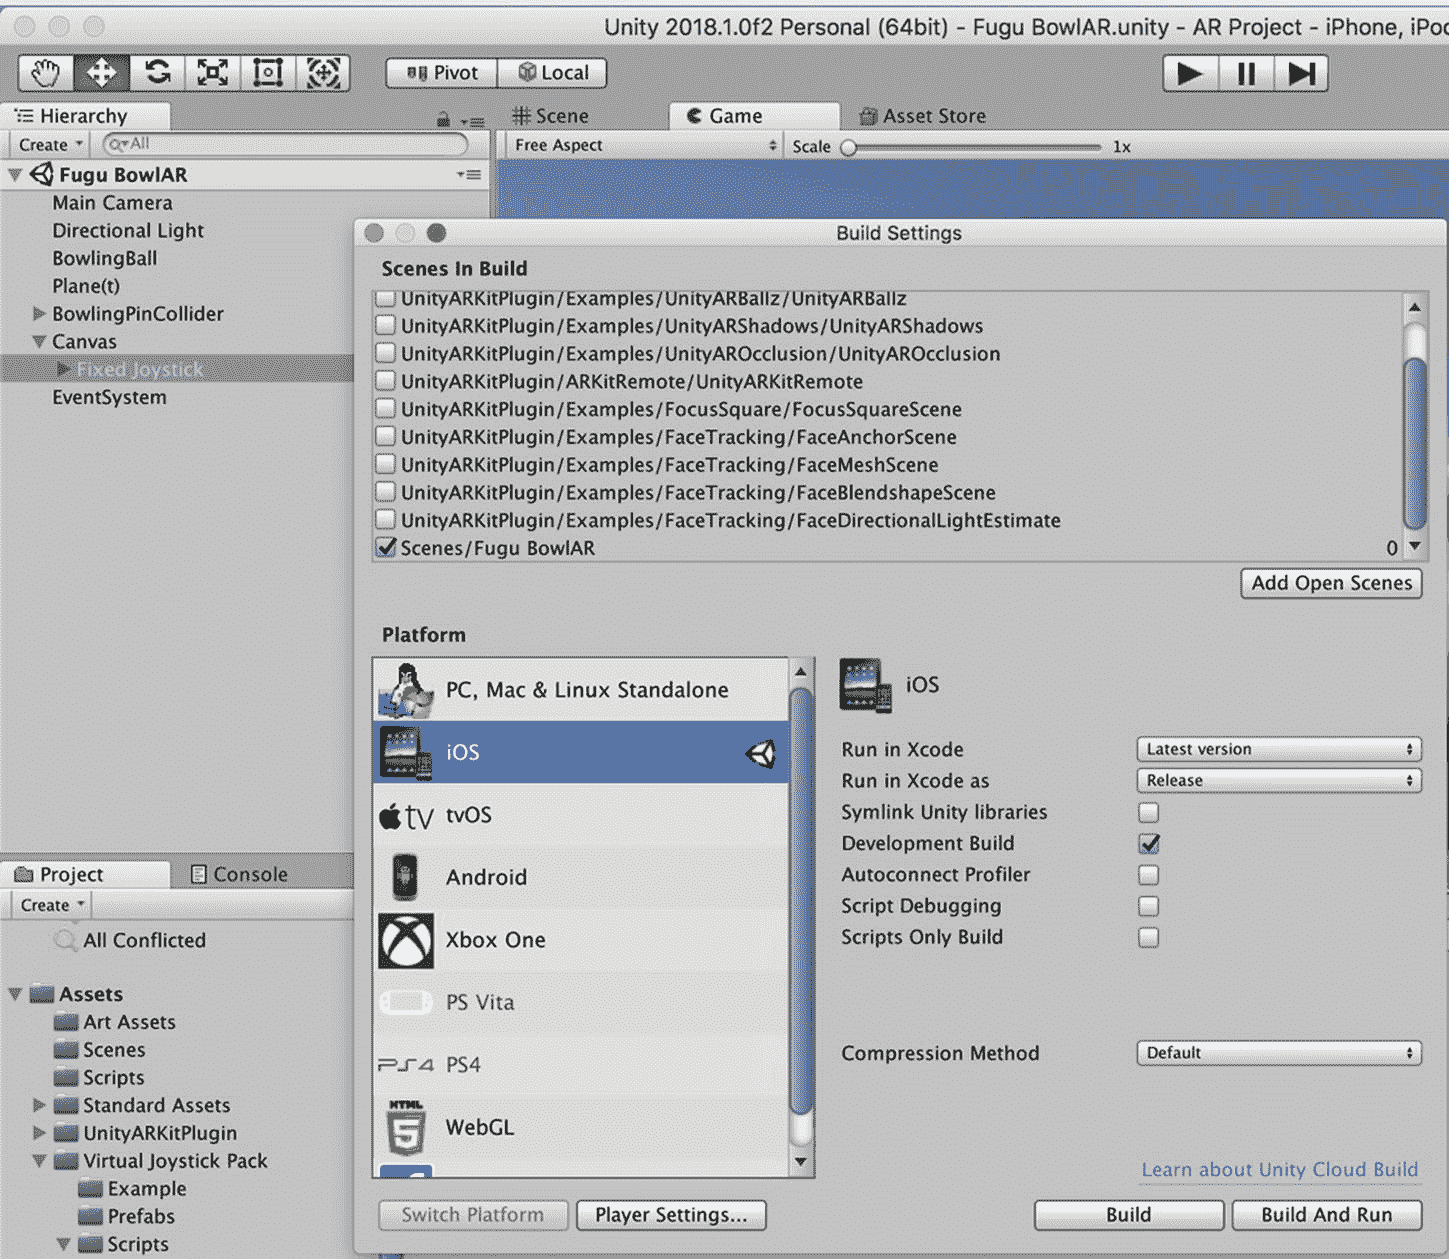 Unity 2018.1.0f2 Personal (64bit) - Fugu BowlAR.unity - AR Project - iPhone, iPod
Pivot Local
Hierarchy Scene Game Asset Store
Create All Free Aspect Scale 1x
Fugu BowlAR
Main Camera
Directional Light
BowlingBall
Plane(t)
BowlingPinCollider
Canvas
Fixed Joystick
EventSystem
Build Settings
Scenes In Build
UnityARKitPlugin/Examples/UnityARBallz/UnityARBallz
UnityARKitPlugin/Examples/UnityARShadows/UnityARShadows
UnityARKitPlugin/Examples/UnityAROcclusion/UnityAROcclusion
UnityARKitPlugin/ARKitRemote/UnityARKitRemote
UnityARKitPlugin/Examples/FocusSquare/FocusSquareScene
UnityARKitPlugin/Examples/FaceTracking/FaceAnchorScene
UnityARKitPlugin/Examples/FaceTracking/FaceMeshScene
UnityARKitPlugin/Examples/FaceTracking/FaceBlendshapeScene
UnityARKitPlugin/Examples/FaceTracking/FaceDirectionalLightEstimate
Scenes/Fugu BowlAR 0
Add Open Scenes
Platform
PC, Mac & Linux Standalone
iOS
tv tvOS
Android
Xbox One
PS Vita
PS4 PS4
HTML 5 WebGL
iOS
Run in Xcode Latest version
Run in Xcode as Release
Symlink Unity libraries
Development Build
Autoconnect Profiler
Script Debugging
Scripts Only Build
Compression Method Default
Learn about Unity Cloud Build
Switch Platform Player Settings... Build Build And Run
Project Console
Create
All Conflicted
Assets
Art Assets
Scenes
Scripts
Standard Assets
UnityARKitPlugin
Virtual Joystick Pack
Example
Prefabs
Scripts